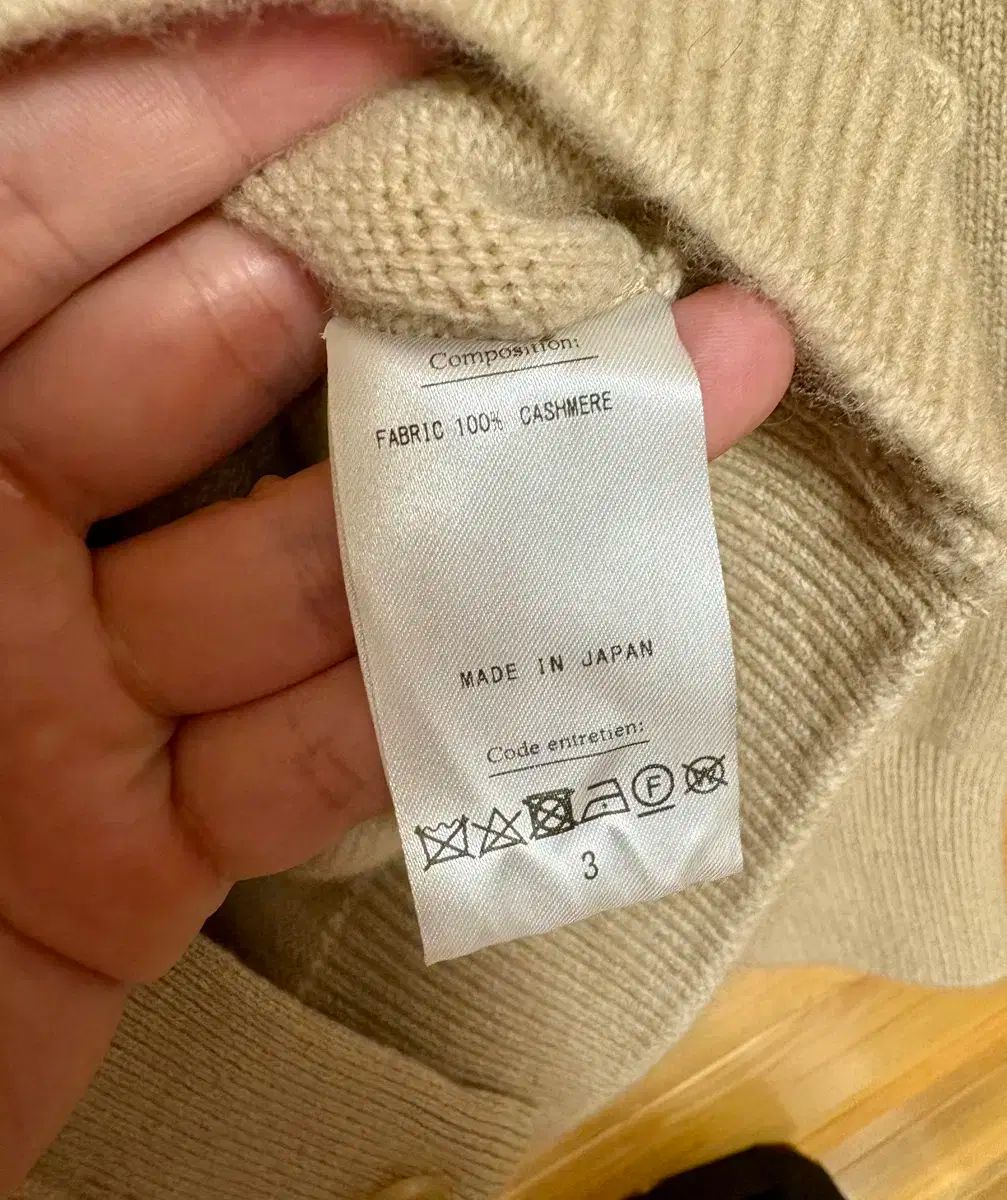 Composition:
FABRIC 100% CASHMERE
MADE IN JAPAN
Code entretien:
F W
3